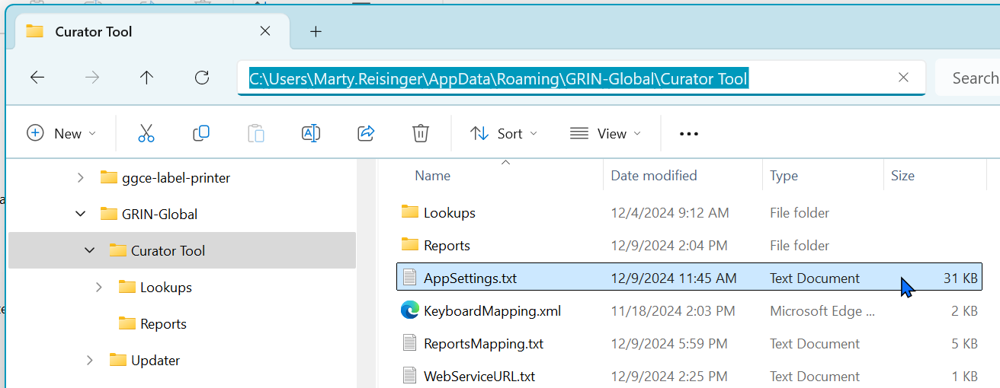 Curator Tool
C:\Users\Marty.Reisinger\AppData\Roaming\GRIN-Global\Curator Tool
Search
New
Sort
View
ggce-label-printer
GRIN-Global
Curator Tool
Lookups
Reports
Updater
Name Date modified Type Size
Lookups 12/4/2024 9:12 AM File folder
Reports 12/9/2024 2:04 PM File folder
AppSettings.txt 12/9/2024 11:45 AM Text Document 31 KB
KeyboardMapping.xml 11/18/2024 2:03 PM Microsoft Edge ... 2 KB
ReportsMapping.txt 12/9/2024 5:59 PM Text Document 5 KB
WebServiceURL.txt 12/9/2024 2:25 PM Text Document 1 KB